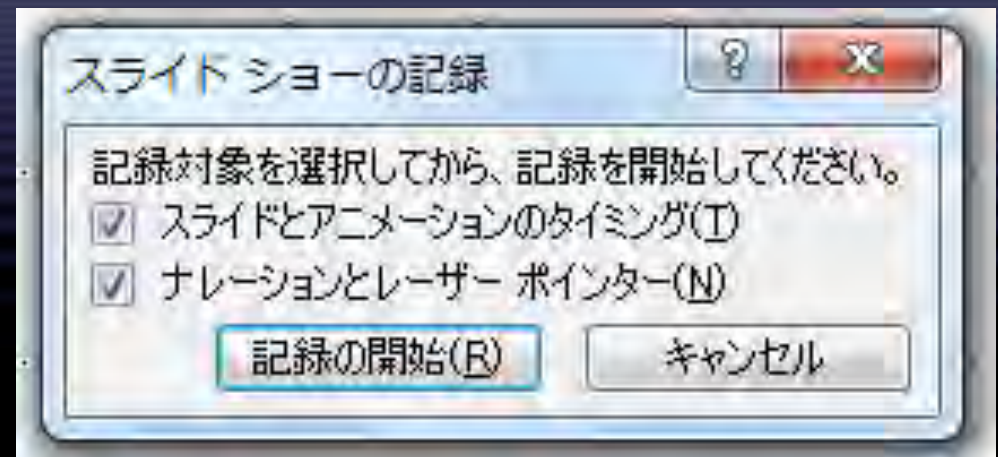 スライド ショーの記録
記録対象を選択してから、記録を開始してください。
スライドとアニメーションのタイミング(T)
ナレーションとレーザー ポインター(N)
記録の開始(R) キャンセル